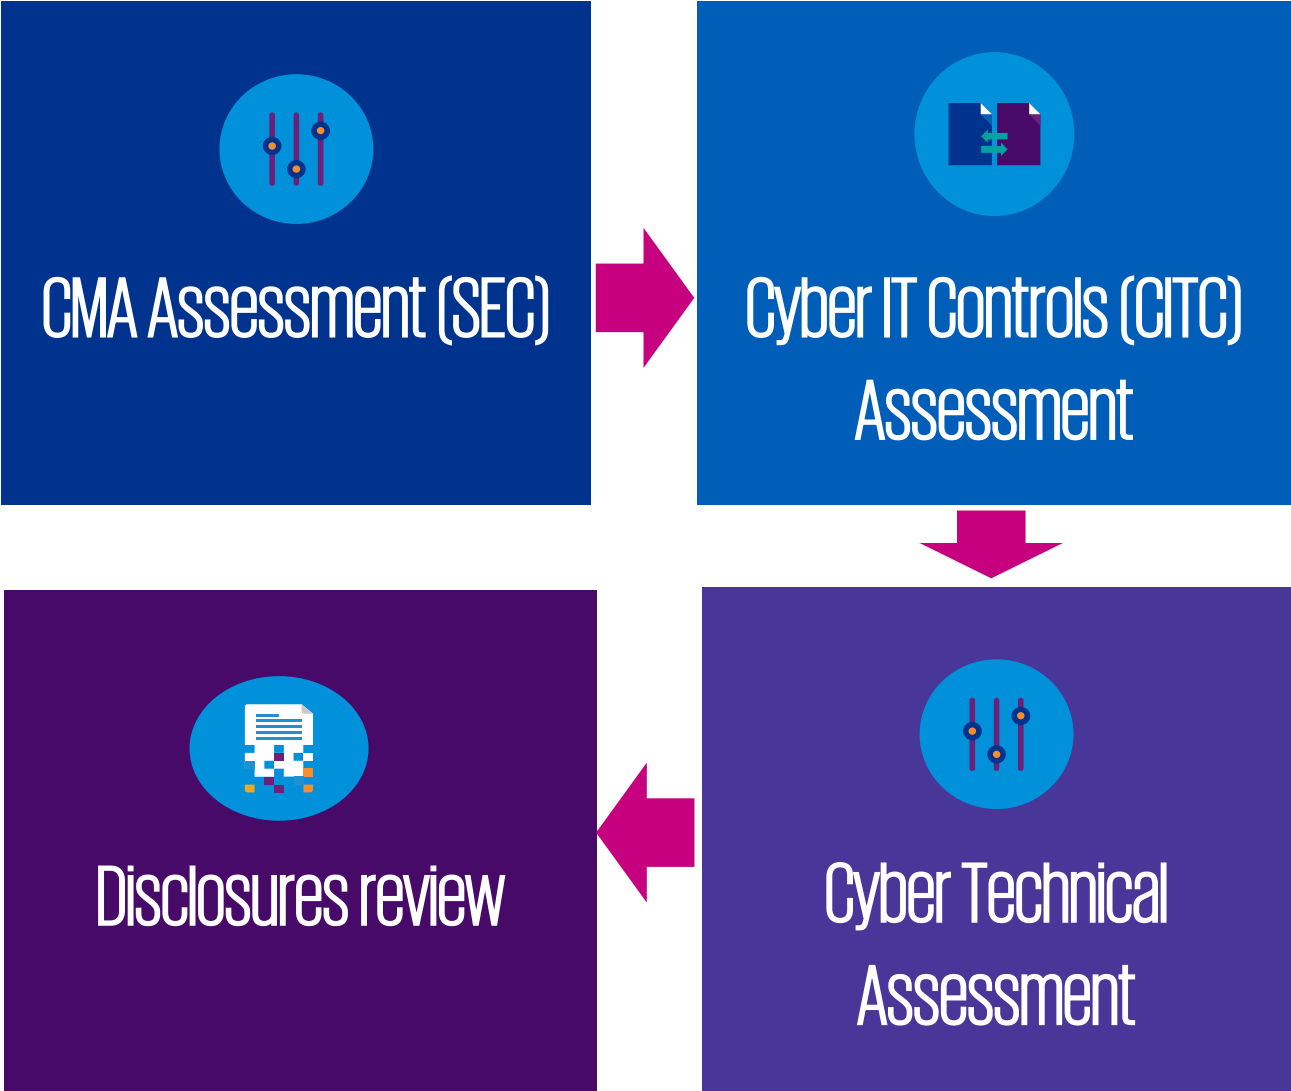 CMA Assessment (SEC)
Cyber IT Controls (CITC)
Assessment
Cyber Technical
Assessment
Disclosures review